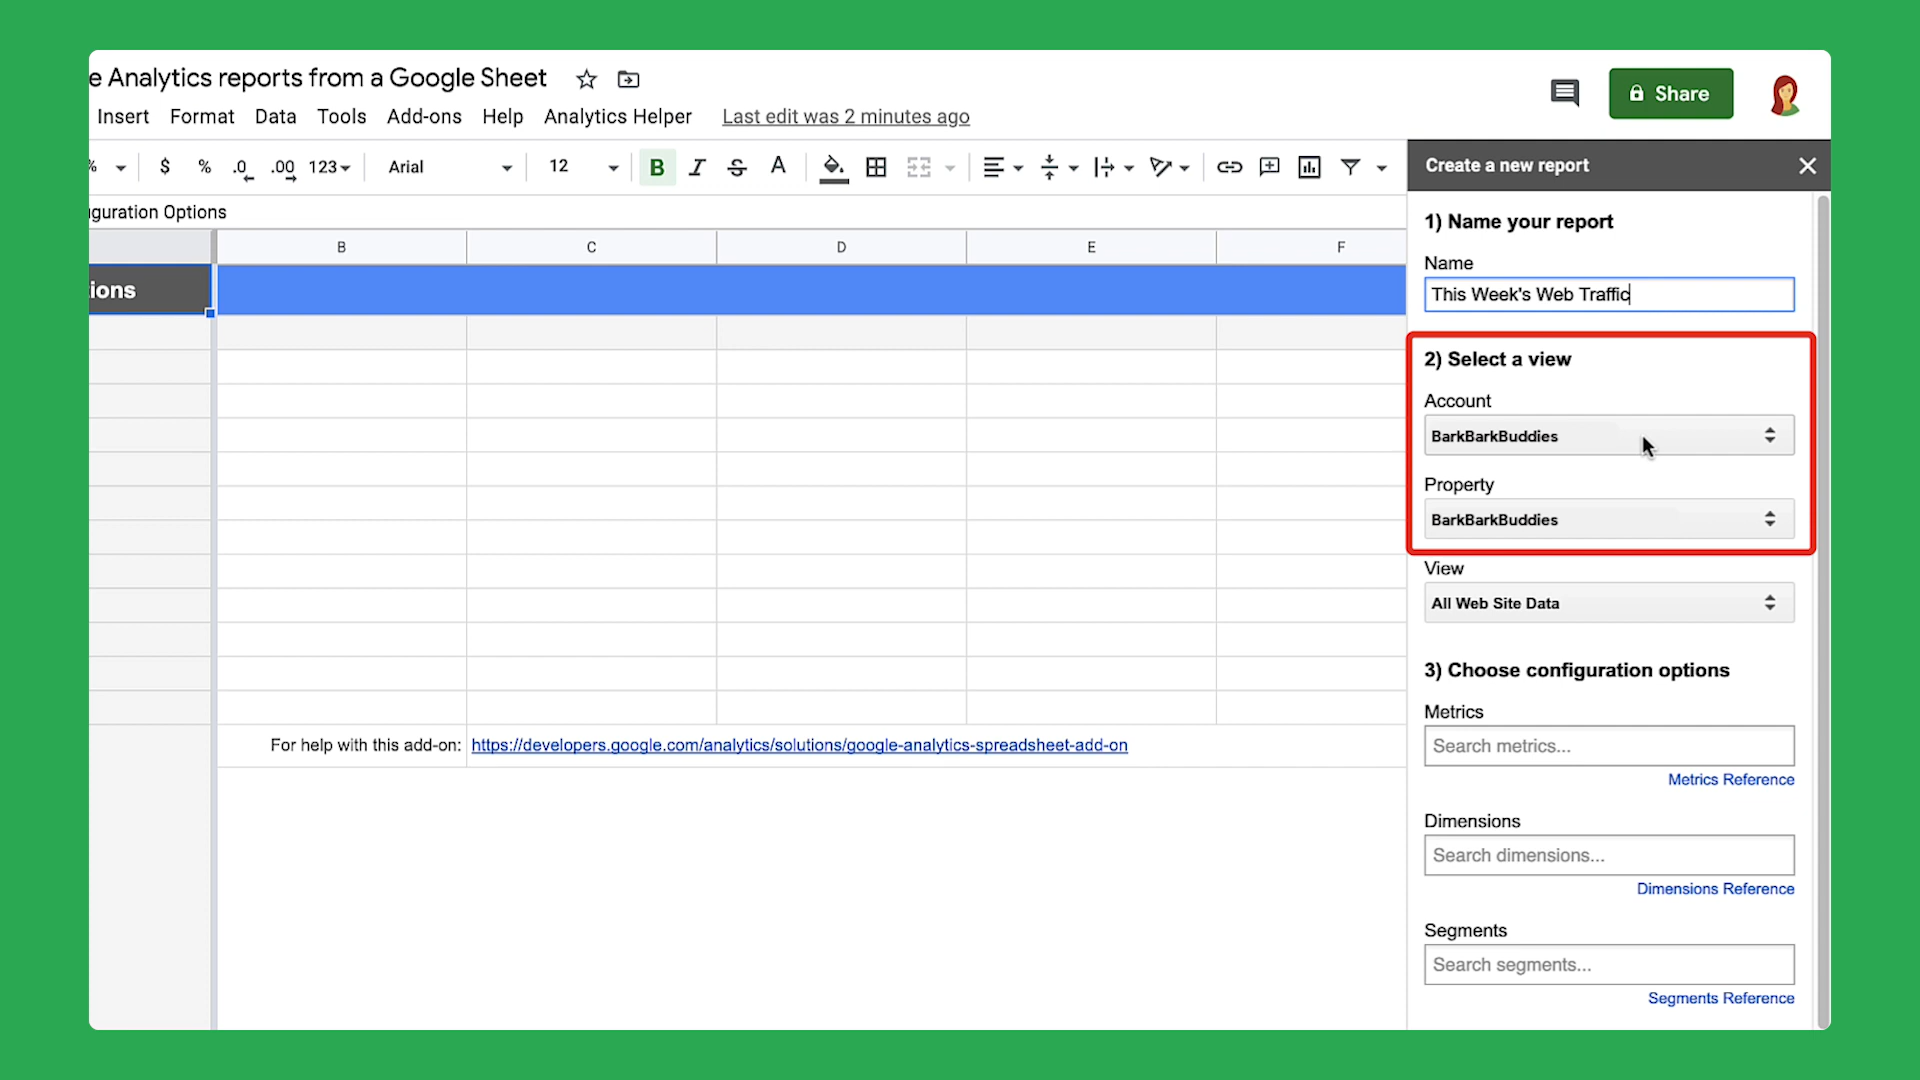 e Analytics reports from a Google Sheet
Insert Format Data Tools Add-ons Help Analytics Helper Last edit was 2 minutes ago
Share
% $ % .0 .00 123 Arial 12 B I S A
guration Options
B C D E F
ions
For help with this add-on: https://developers.google.com/analytics/solutions/google-analytics-spreadsheet-add-on
Create a new report
1) Name your report
Name
This Week's Web Traffic
2) Select a view
Account
BarkBarkBuddies
Property
BarkBarkBuddies
View
All Web Site Data
3) Choose configuration options
Metrics
Search metrics...
Metrics Reference
Dimensions
Search dimensions...
Dimensions Reference
Segments
Search segments...
Segments Reference